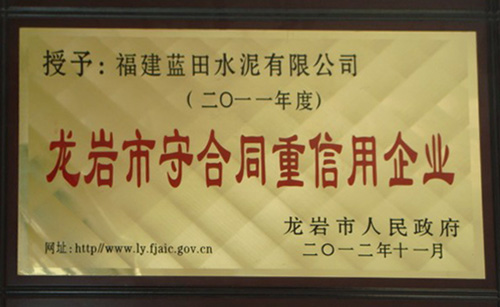 授予：福建蓝田水泥有限公司
（二〇一一年度）
龙岩市守合同重信用企业
龙岩市人民政府
网址:http//www.ly.fjaic.gov.cn
二〇一二年十一月